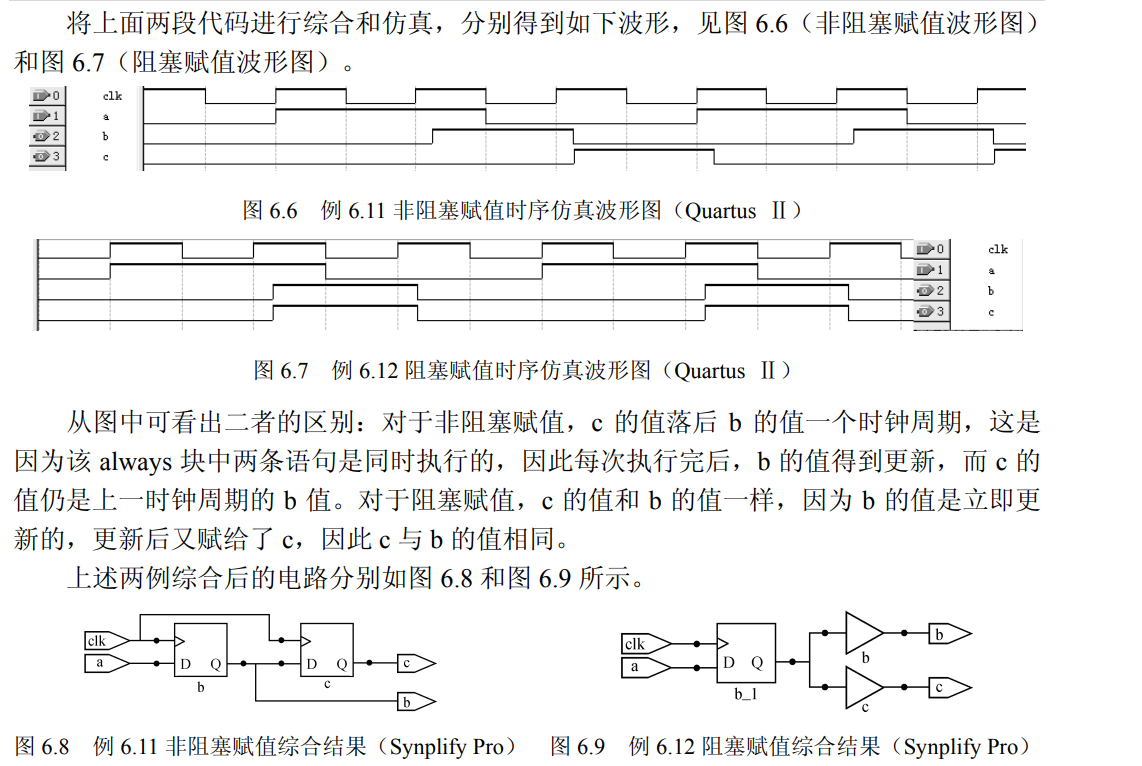 将上面两段代码进行综合和仿真，分别得到如下波形，见图 6.6（非阻塞赋值波形图）
和图 6.7（阻塞赋值波形图）。
0 clk
1 a
2 b
3 c
图 6.6 例 6.11 非阻塞赋值时序仿真波形图（Quartus Ⅱ）
0 clk
1 a
2 b
3 c
图 6.7 例 6.12 阻塞赋值时序仿真波形图（Quartus Ⅱ）
从图中可看出二者的区别：对于非阻塞赋值，c 的值落后 b 的值一个时钟周期，这是
因为该 always 块中两条语句是同时执行的，因此每次执行完后，b 的值得到更新，而 c 的
值仍是上一时钟周期的 b 值。对于阻塞赋值，c 的值和 b 的值一样，因为 b 的值是立即更
新的，更新后又赋给了 c，因此 c 与 b 的值相同。
上述两例综合后的电路分别如图 6.8 和图 6.9 所示。
clk
a
D Q
b
D Q
c
c
b
clk
a
D Q
b_1
b
c
b
c
图 6.8 例 6.11 非阻塞赋值综合结果（Synplify Pro）
图 6.9 例 6.12 阻塞赋值综合结果（Synplify Pro）